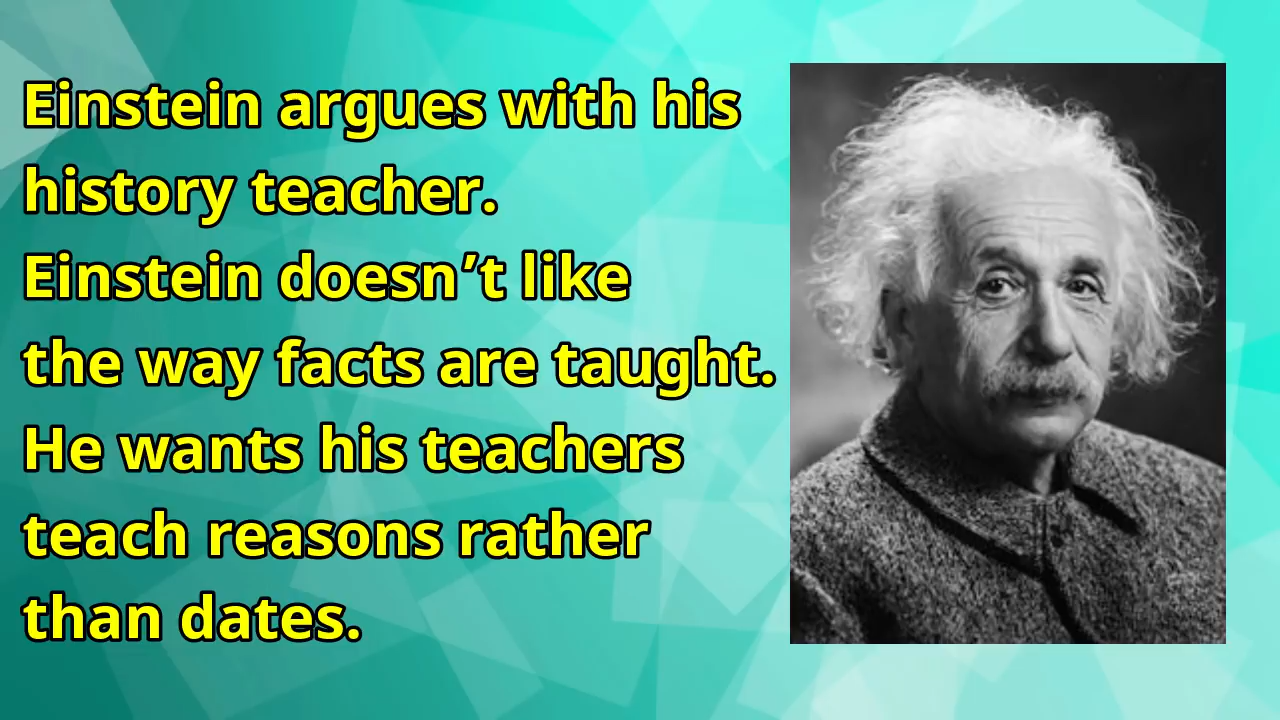 Einstein argues with his
history teacher.
Einstein doesn’t like
the way facts are taught.
He wants his teachers
teach reasons rather
than dates.